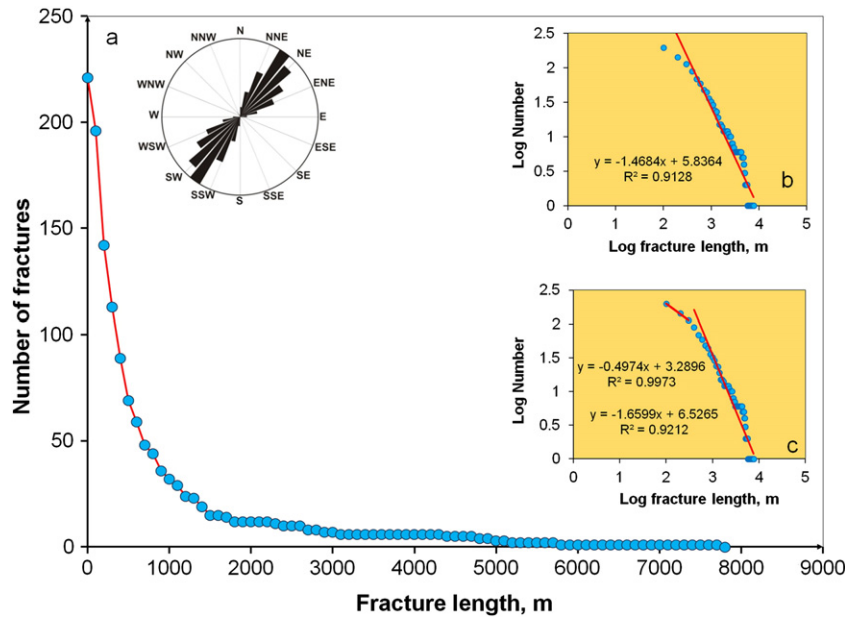 a
N
NNE
NE
ENE
E
ESE
SE
SSE
S
SSW
SW
WSW
W
WNW
NW
NNW
Number of fractures
250
200
150
100
50
0
0 1000 2000 3000 4000 5000 6000 7000 8000 9000
Fracture length, m
Log Number
2.5
2
1.5
1
0.5
0
y = -1.4684x + 5.8364
R² = 0.9128
b
0 1 2 3 4 5
Log fracture length, m
Log Number
2.5
2
1.5
1
0.5
0
y = -0.4974x + 3.2896
R² = 0.9973
y = -1.6599x + 6.5265
R² = 0.9212
c
0 1 2 3 4 5
Log fracture length, m